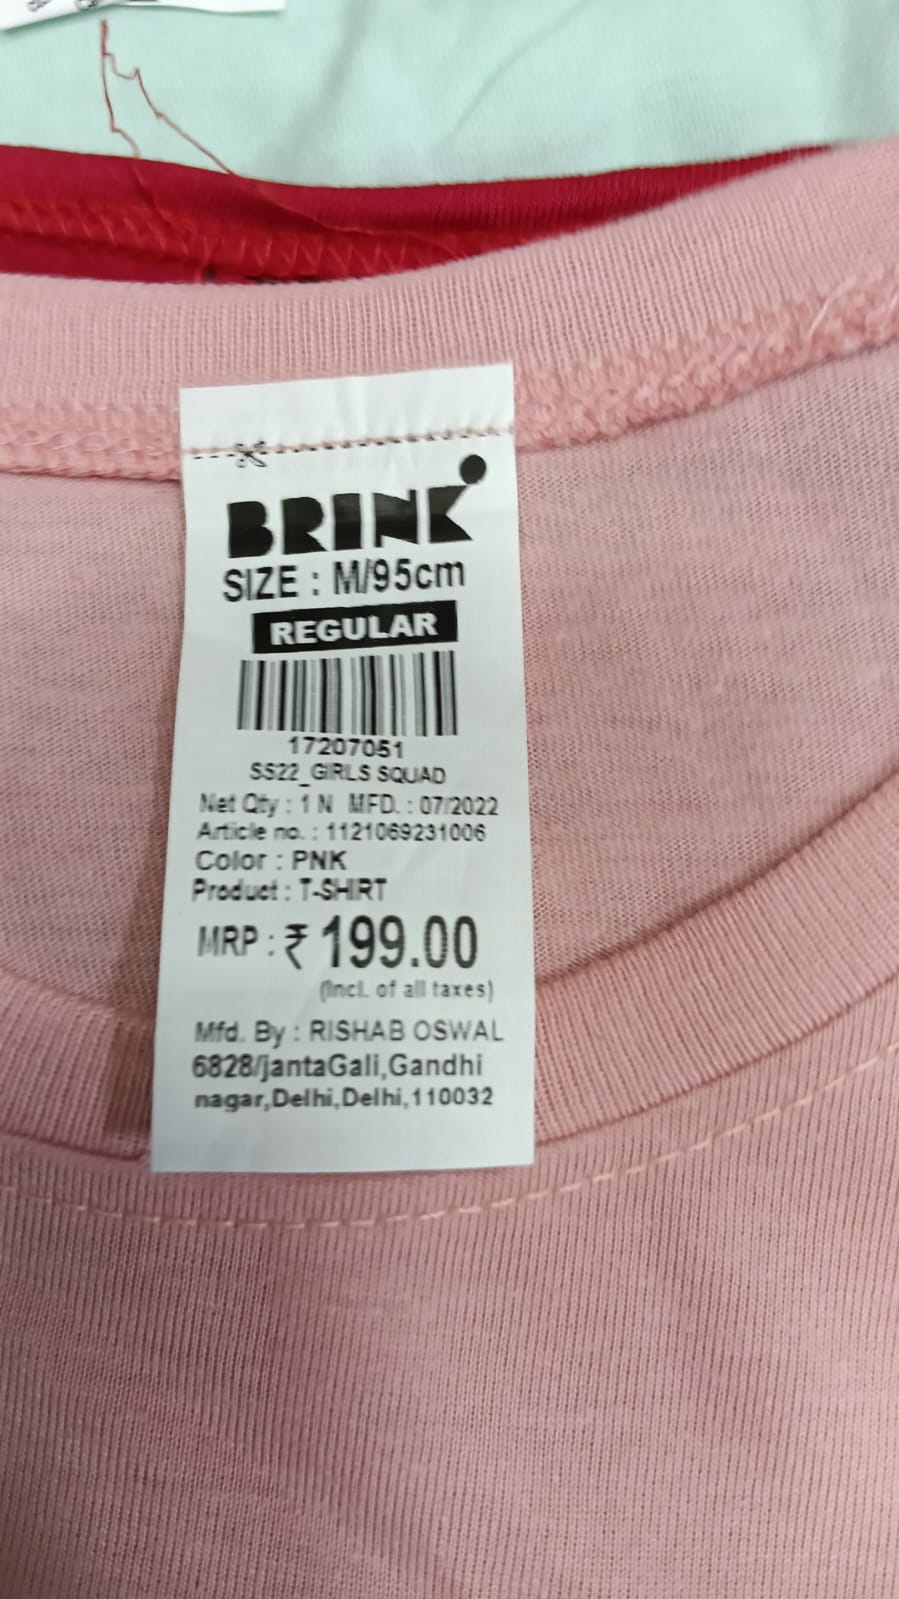 BRINK
SIZE : M/95cm
REGULAR
17207051
SS22_GIRLS SQUAD
Net Qty : 1 N MFD. : 07/2022
Article no. : 1121069231006
Color : PNK
Product : T-SHIRT
MRP : ₹ 199.00
(Incl. of all taxes)
Mfd. By : RISHAB OSWAL
6828/jantaGali,Gandhi
nagar,Delhi,Delhi,110032